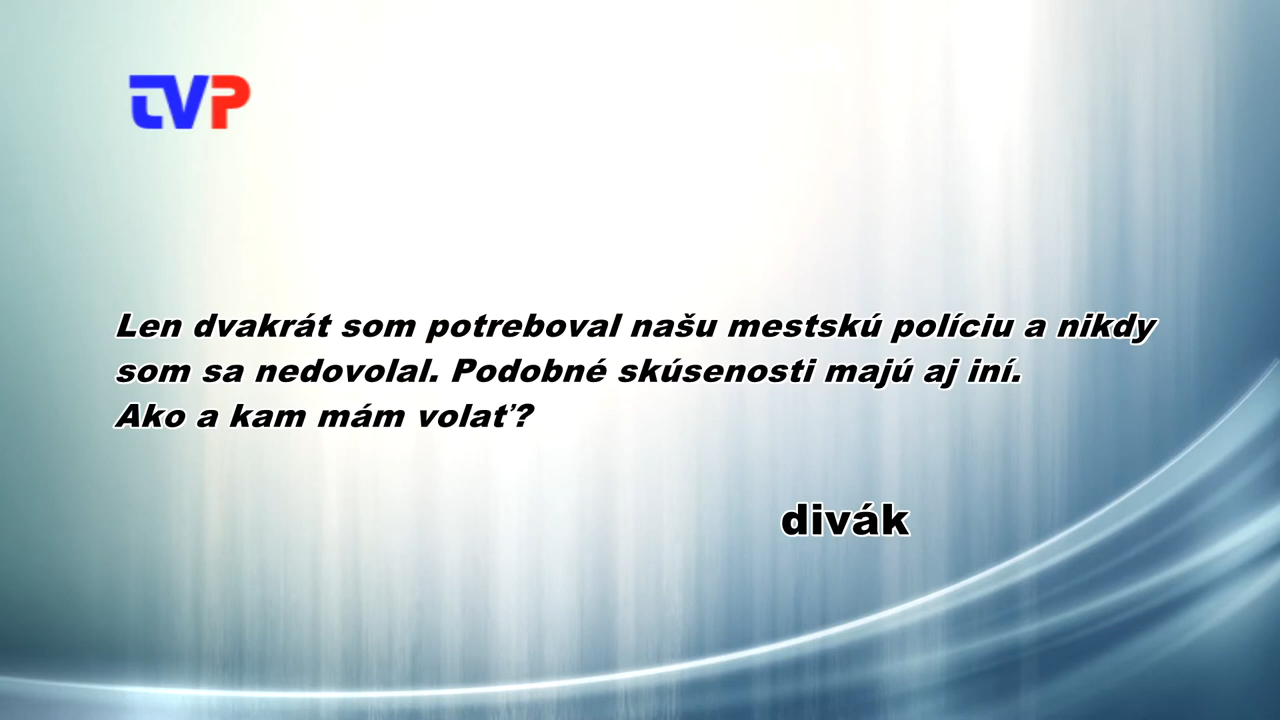 TVP
Len dvakrát som potreboval našu mestskú políciu a nikdy
som sa nedovolal. Podobné skúsenosti majú aj iní.
Ako a kam mám volať?
divák